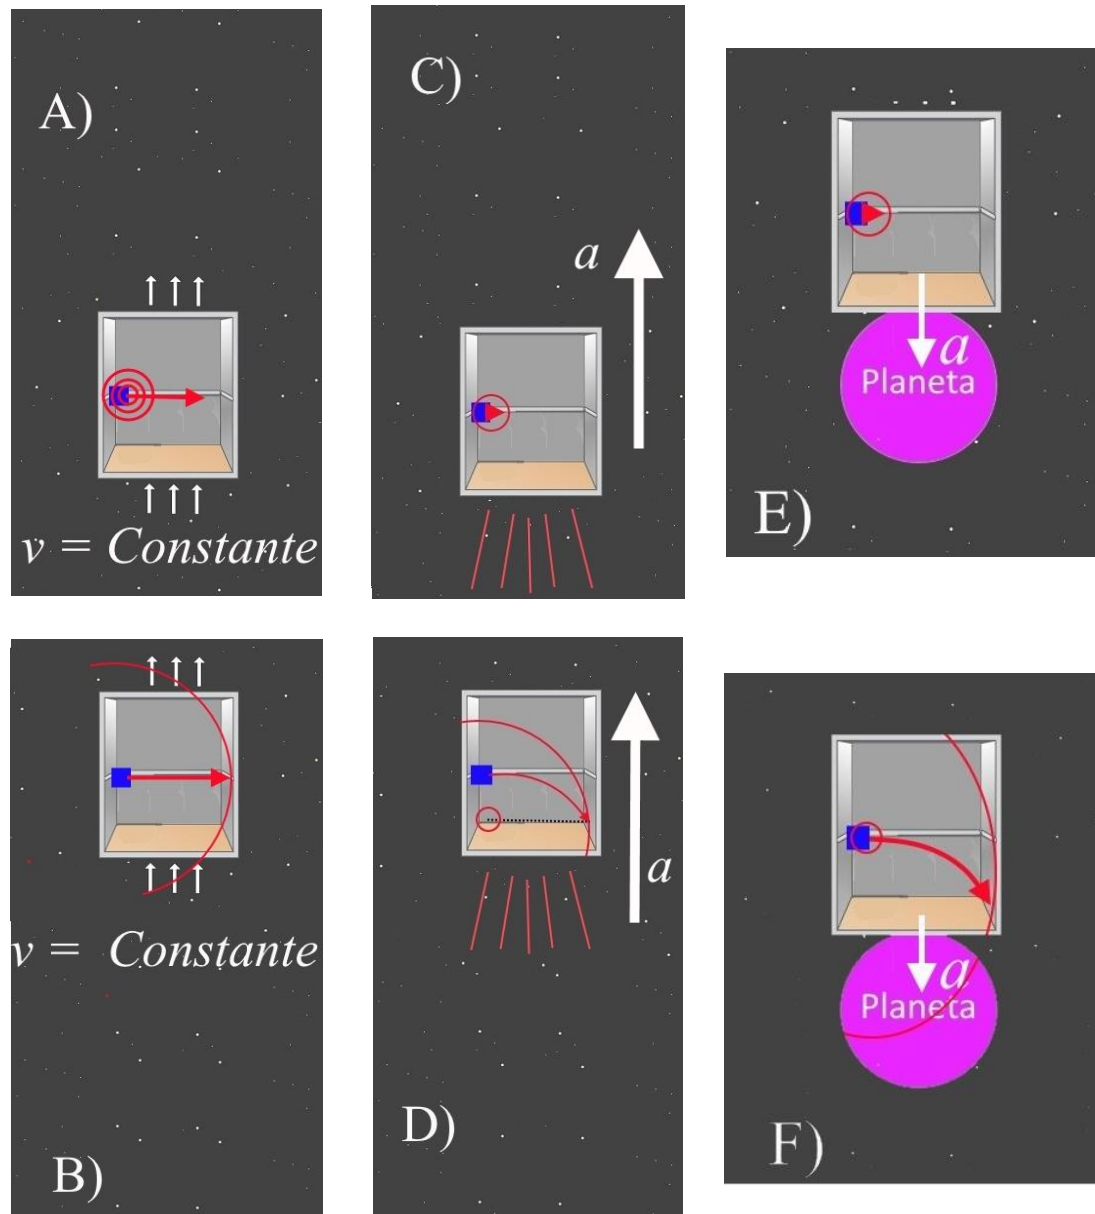 A)
v = Constante
C)
a
E)
a
Planeta
B)
v = Constante
D)
a
F)
a
Planeta